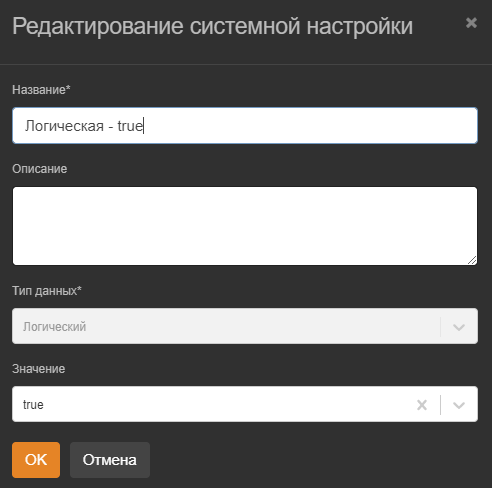 Редактирование системной настройки
Название*
Логическая - true
Описание
Тип данных*
Логический
Значение
true
OK
Отмена